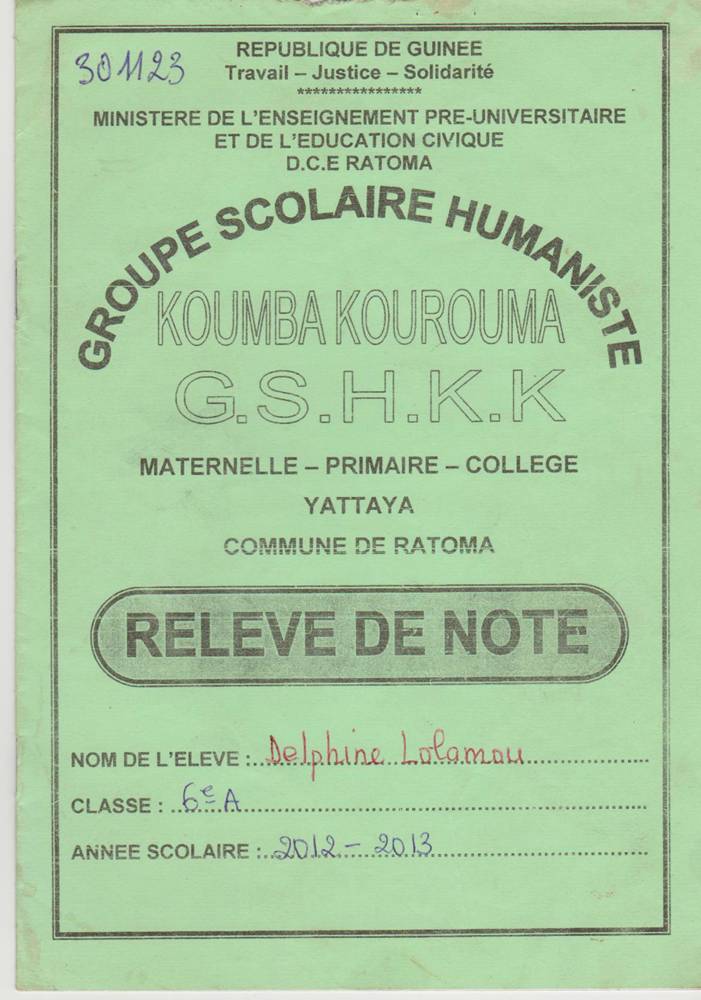 301123
REPUBLIQUE DE GUINEE
Travail – Justice – Solidarité
****************
MINISTERE DE L'ENSEIGNEMENT PRE-UNIVERSITAIRE
ET DE L'EDUCATION CIVIQUE
D.C.E RATOMA
GROUPE SCOLAIRE HUMANISTE
KOUMBA KOUROUMA
G.S.H.K.K
MATERNELLE – PRIMAIRE – COLLEGE
YATTAYA
COMMUNE DE RATOMA
RELEVE DE NOTE
NOM DE L'ELEVE : Delphine Lolamou
CLASSE : 6e A
ANNEE SCOLAIRE : 2012 – 2013